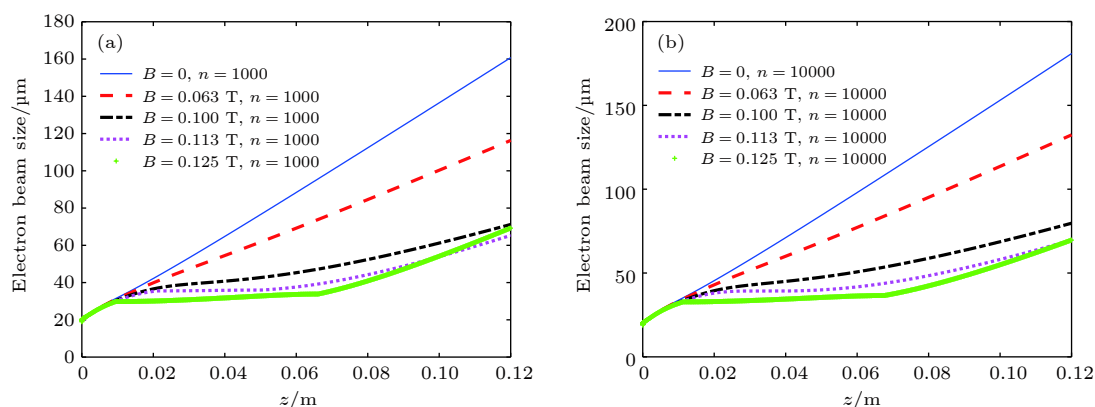 (a)
Electron beam size/µm
180
160
140
120
100
80
60
40
20
0
B=0, n=1000
B=0.063 T, n=1000
B=0.100 T, n=1000
B=0.113 T, n=1000
B=0.125 T, n=1000
0 0.02 0.04 0.06 0.08 0.10 0.12
z/m
(b)
Electron beam size/µm
200
150
100
50
0
B=0, n=10000
B=0.063 T, n=10000
B=0.100 T, n=10000
B=0.113 T, n=10000
B=0.125 T, n=10000
0 0.02 0.04 0.06 0.08 0.10 0.12
z/m